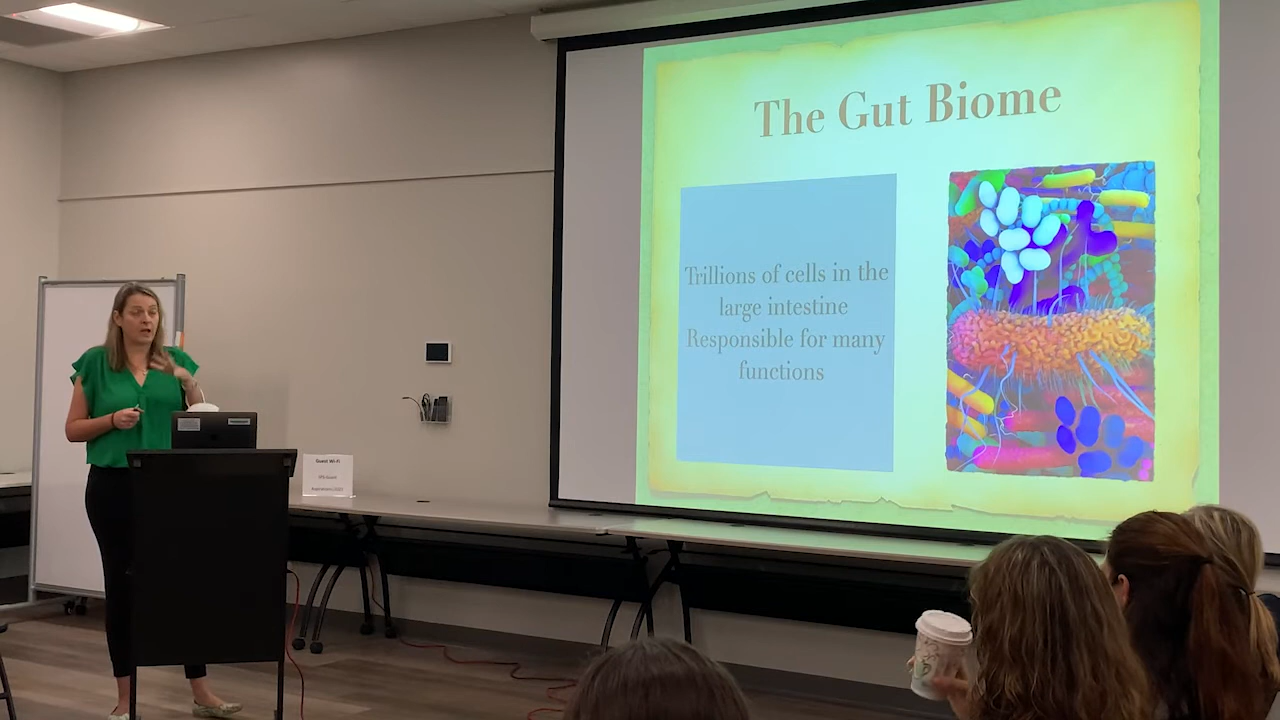 The Gut Biome
Trillions of cells in the
large intestine
Responsible for many
functions
Guest Wi-Fi